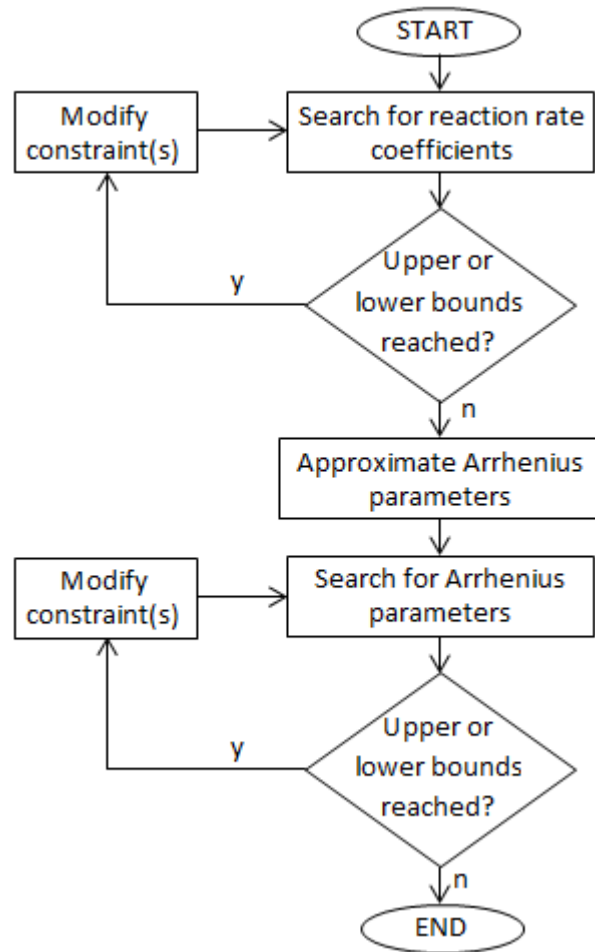 START
Modify
constraint(s)
Search for reaction rate
coefficients
Upper or
lower bounds
reached?
y
n
Approximate Arrhenius
parameters
Modify
constraint(s)
Search for Arrhenius
parameters
Upper or
lower bounds
reached?
y
n
END